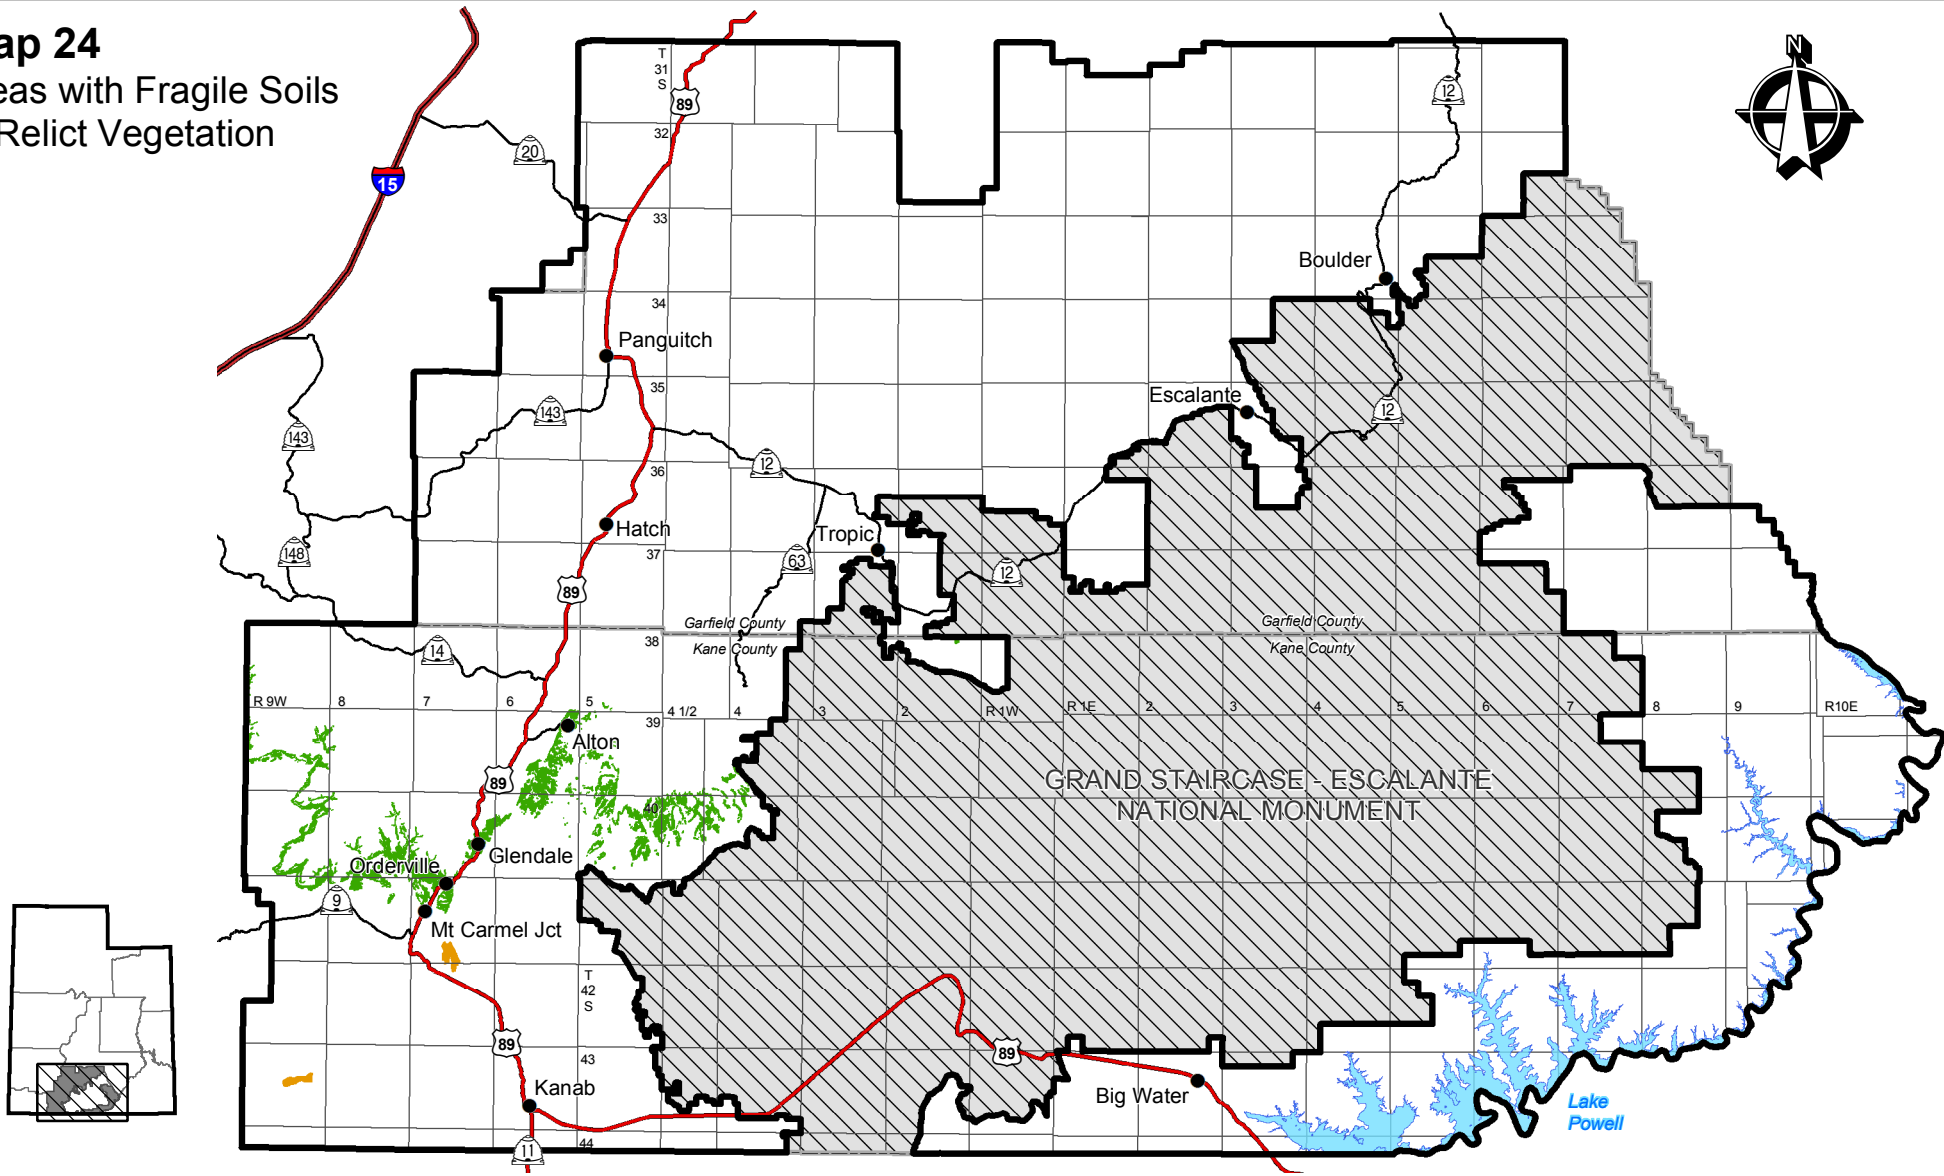 ap 24
eas with Fragile Soils
Relict Vegetation
N
T
31
S
89
12
32
20
15
33
Boulder
34
Panguitch
35
Escalante
143
12
143
12
36
Hatch
Tropic
37
148
63
12
89
Garfield County
Kane County
Garfield County
Kane County
38
14
R 9W
8
7
6
5
4 1/2
4
3
2
R 1W
R 1E
2
3
4
5
6
7
8
9
R10E
39
Alton
89
GRAND STAIRCASE - ESCALANTE
NATIONAL MONUMENT
40
Glendale
Orderville
9
Mt Carmel Jct
T
42
S
89
43
89
Kanab
Big Water
Lake
Powell
44
11